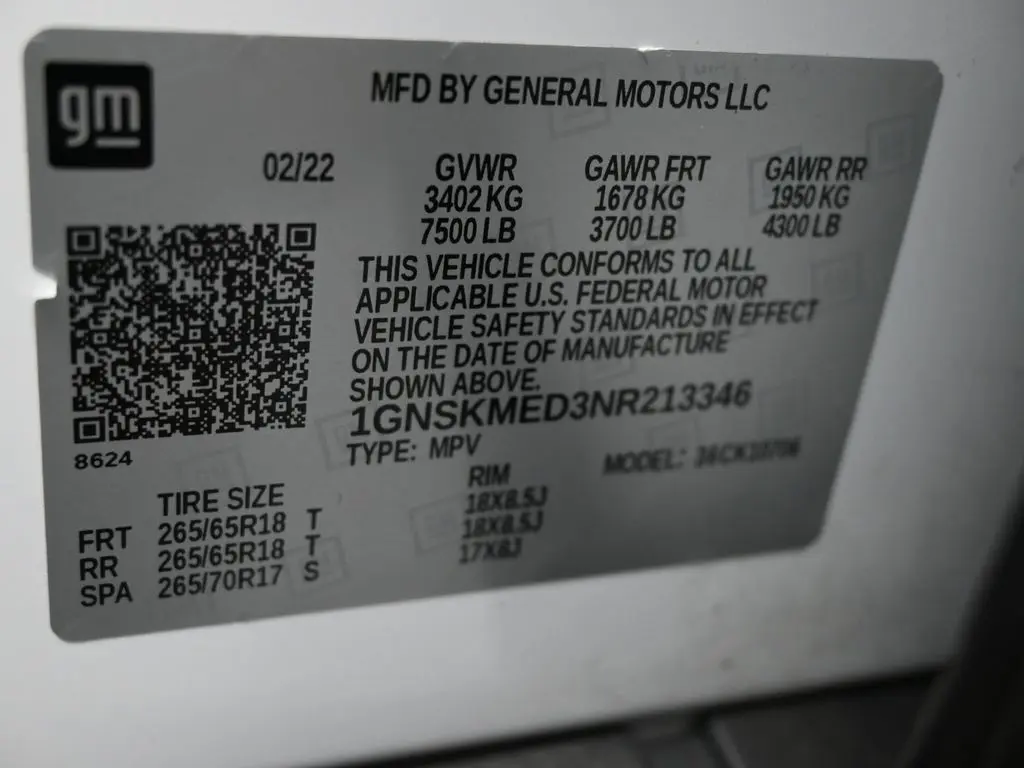 gm
MFD BY GENERAL MOTORS LLC
02/22 GVWR GAWR FRT GAWR RR
3402 KG 1678 KG 1950 KG
7500 LB 3700 LB 4300 LB
THIS VEHICLE CONFORMS TO ALL
APPLICABLE U.S. FEDERAL MOTOR
VEHICLE SAFETY STANDARDS IN EFFECT
ON THE DATE OF MANUFACTURE
SHOWN ABOVE.
1GNSKMED3NR213346
8624
TYPE: MPV MODEL:
TIRE SIZE RIM
FRT 265/65R18 T 18X8.5J
RR 265/65R18 T 18X8.5J
SPA 265/70R17 S 17X8J